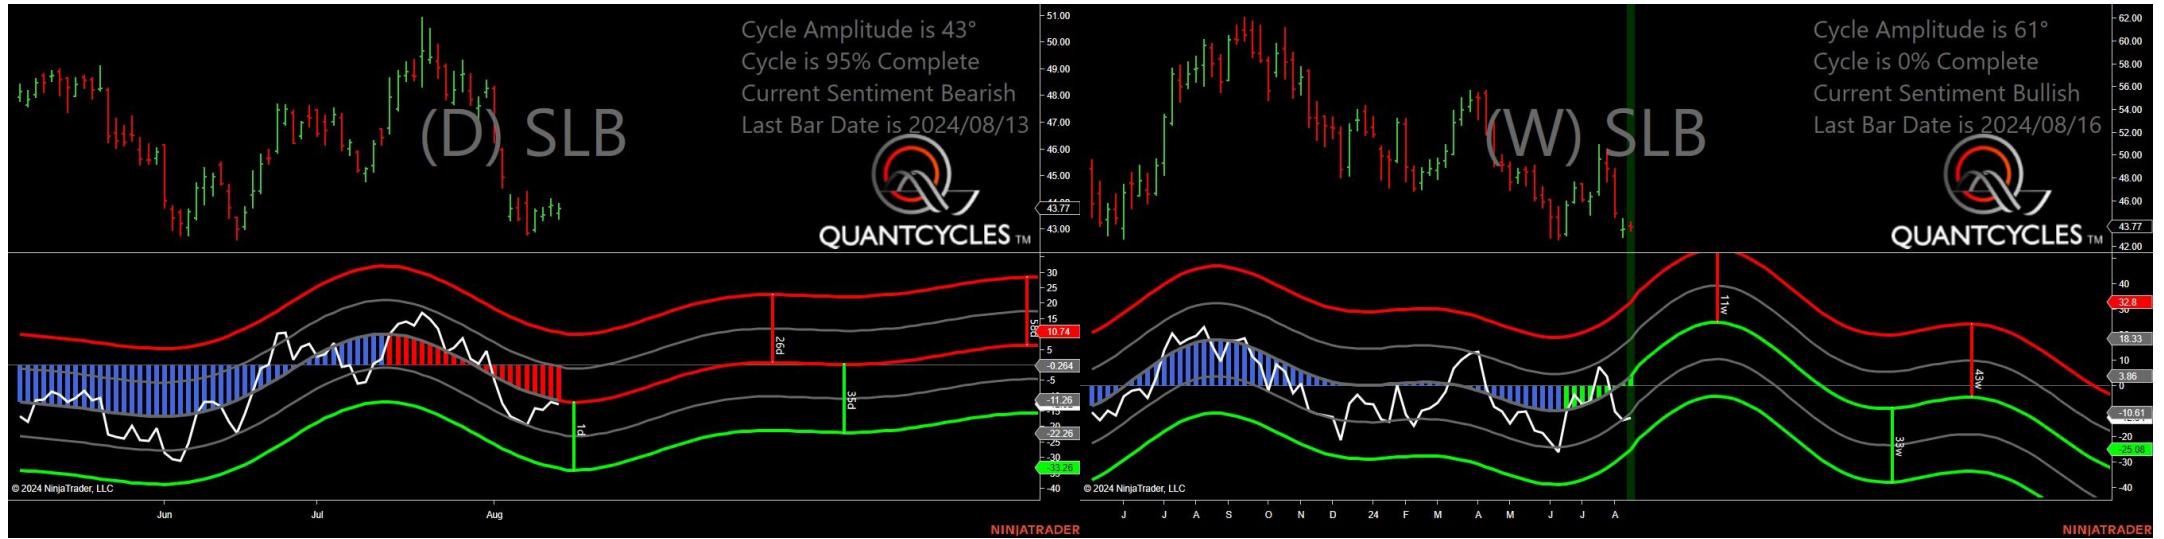 Cycle Amplitude is 43°
Cycle is 95% Complete
Current Sentiment Bearish
Last Bar Date is 2024/08/13
(D) SLB
QUANTCYCLES TM
51.00
50.00
49.00
48.00
47.00
46.00
45.00
43.77
43.00
30
25
20
15
10.74
5
-0.264
-5
-11.26
-22.26
-30
-33.26
-40
26d
58d
35d
1d
© 2024 NinjaTrader, LLC
Jun
Jul
Aug
NINJATRADER
Cycle Amplitude is 61°
Cycle is 0% Complete
Current Sentiment Bullish
Last Bar Date is 2024/08/16
(W) SLB
QUANTCYCLES TM
62.00
60.00
58.00
56.00
54.00
52.00
50.00
48.00
46.00
43.77
42.00
40
32.8
30
18.33
10
3.86
0
-10.61
-20
-25.08
-30
-40
11w
43w
33w
© 2024 NinjaTrader, LLC
J
J
A
S
O
N
D
24
F
M
A
M
J
J
A
NINJATRADER